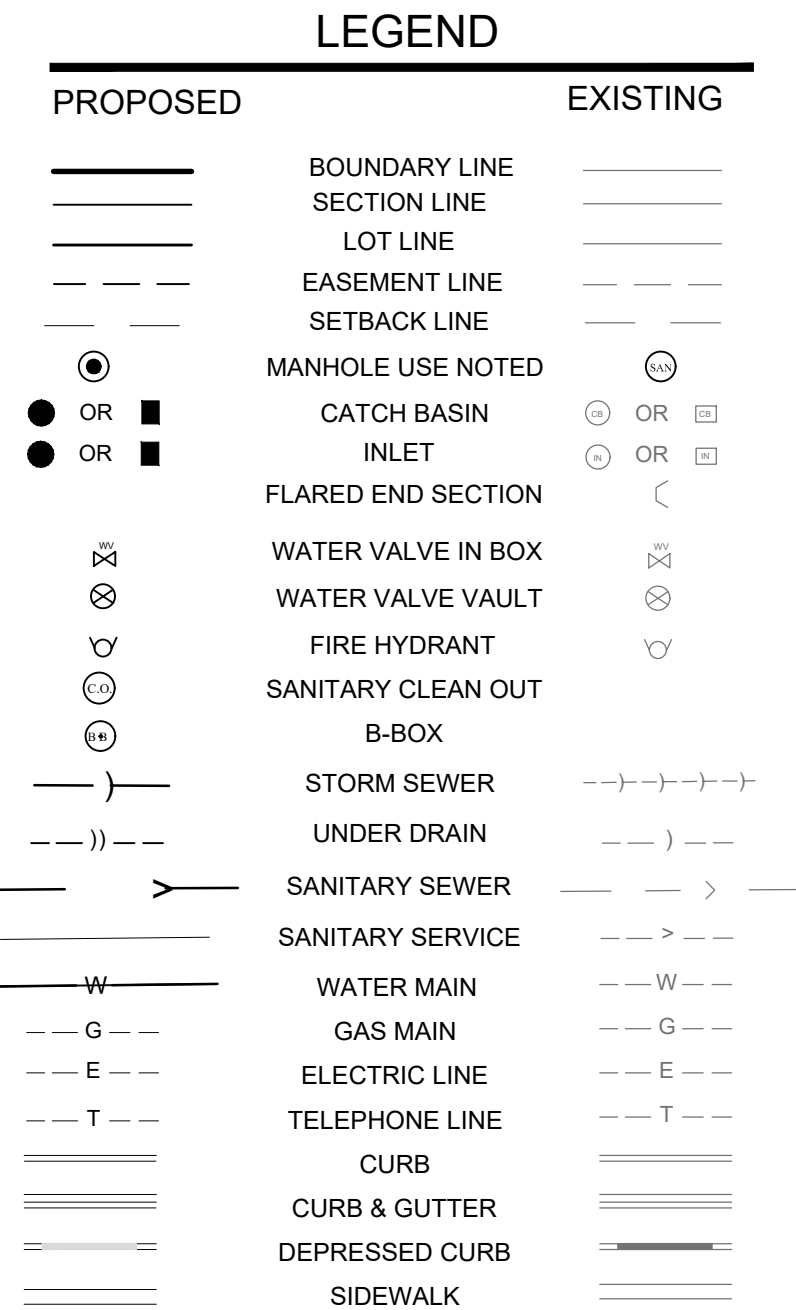 LEGEND
PROPOSED EXISTING
BOUNDARY LINE
SECTION LINE
LOT LINE
EASEMENT LINE
SETBACK LINE
MANHOLE USE NOTED SAN
OR CATCH BASIN CB OR CB
OR INLET IN OR IN
FLARED END SECTION
WV WATER VALVE IN BOX WV
WATER VALVE VAULT
FIRE HYDRANT
C.O. SANITARY CLEAN OUT
B B B-BOX
STORM SEWER
UNDER DRAIN
SANITARY SEWER
SANITARY SERVICE
W WATER MAIN W
G GAS MAIN G
E ELECTRIC LINE E
T TELEPHONE LINE T
CURB
CURB & GUTTER
DEPRESSED CURB
SIDEWALK